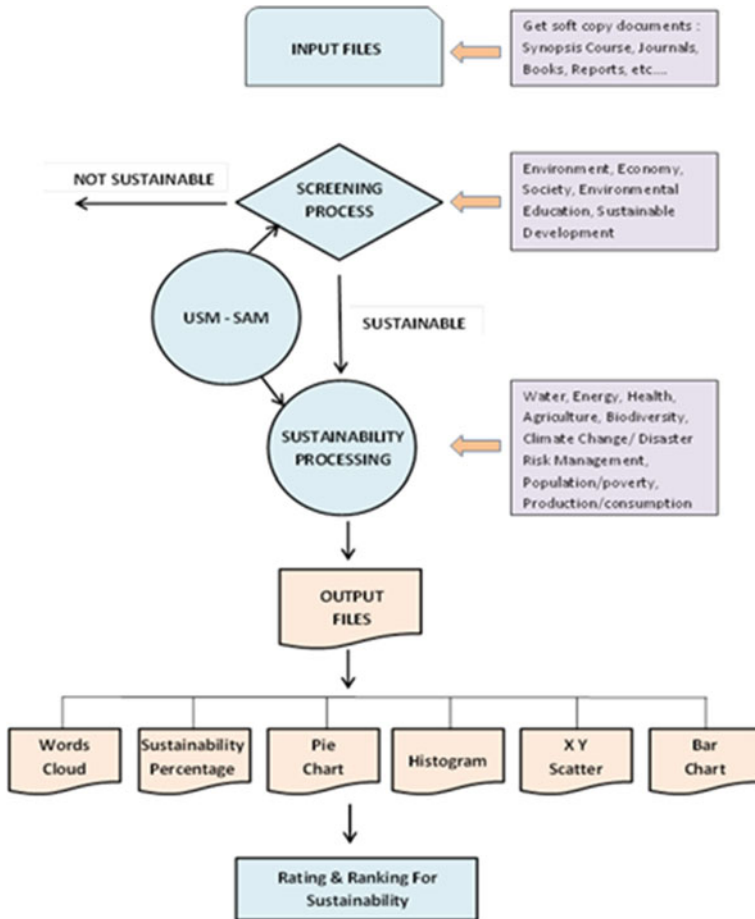 INPUT FILES
Get soft copy documents :
Synopsis Course, Journals,
Books, Reports, etc....
NOT SUSTAINABLE
SCREENING
PROCESS
Environment, Economy,
Society, Environmental
Education, Sustainable
Development
USM - SAM
SUSTAINABLE
SUSTAINABILITY
PROCESSING
Water, Energy, Health,
Agriculture, Biodiversity,
Climate Change/ Disaster
Risk Management,
Population/poverty,
Production/consumption
OUTPUT
FILES
Words
Cloud
Sustainability
Percentage
Pie
Chart
Histogram
X Y
Scatter
Bar
Chart
Rating & Ranking For
Sustainability